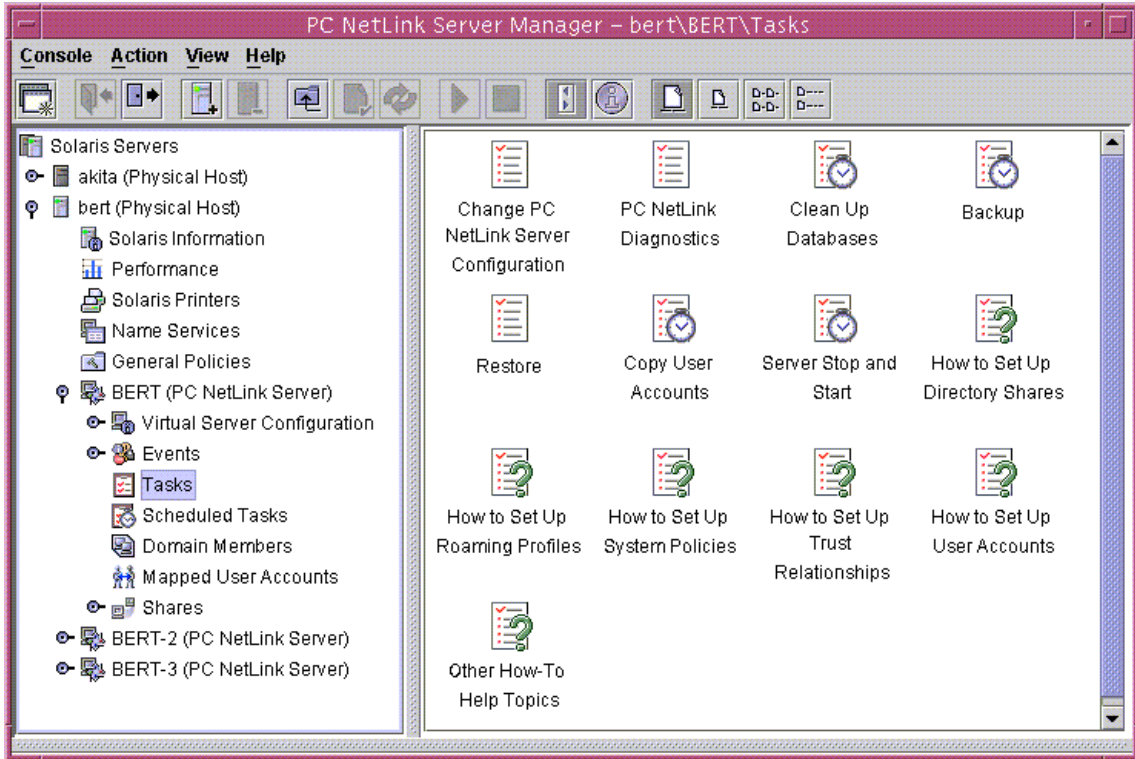 PC NetLink Server Manager – bert\BERT\Tasks
Console Action View Help
Solaris Servers
akita (Physical Host)
bert (Physical Host)
Solaris Information
Performance
Solaris Printers
Name Services
General Policies
BERT (PC NetLink Server)
Virtual Server Configuration
Events
Tasks
Scheduled Tasks
Domain Members
Mapped User Accounts
Shares
BERT-2 (PC NetLink Server)
BERT-3 (PC NetLink Server)
Change PC
NetLink Server
Configuration
PC NetLink
Diagnostics
Clean Up
Databases
Backup
Restore
Copy User
Accounts
Server Stop and
Start
How to Set Up
Directory Shares
How to Set Up
Roaming Profiles
How to Set Up
System Policies
How to Set Up
Trust
Relationships
How to Set Up
User Accounts
Other How-To
Help Topics